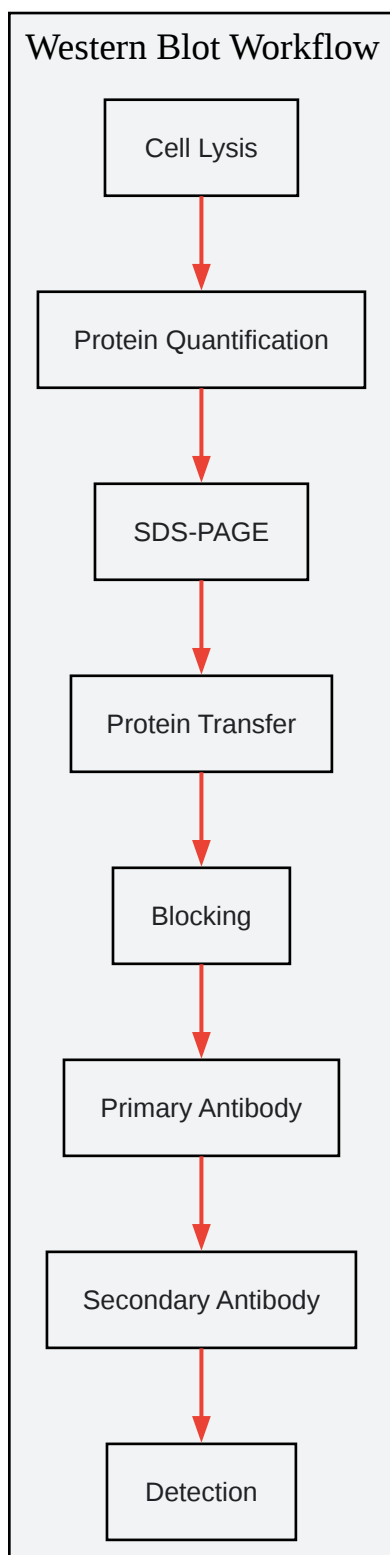 Western Blot Workflow
Cell Lysis
Protein Quantification
SDS-PAGE
Protein Transfer
Blocking
Primary Antibody
Secondary Antibody
Detection